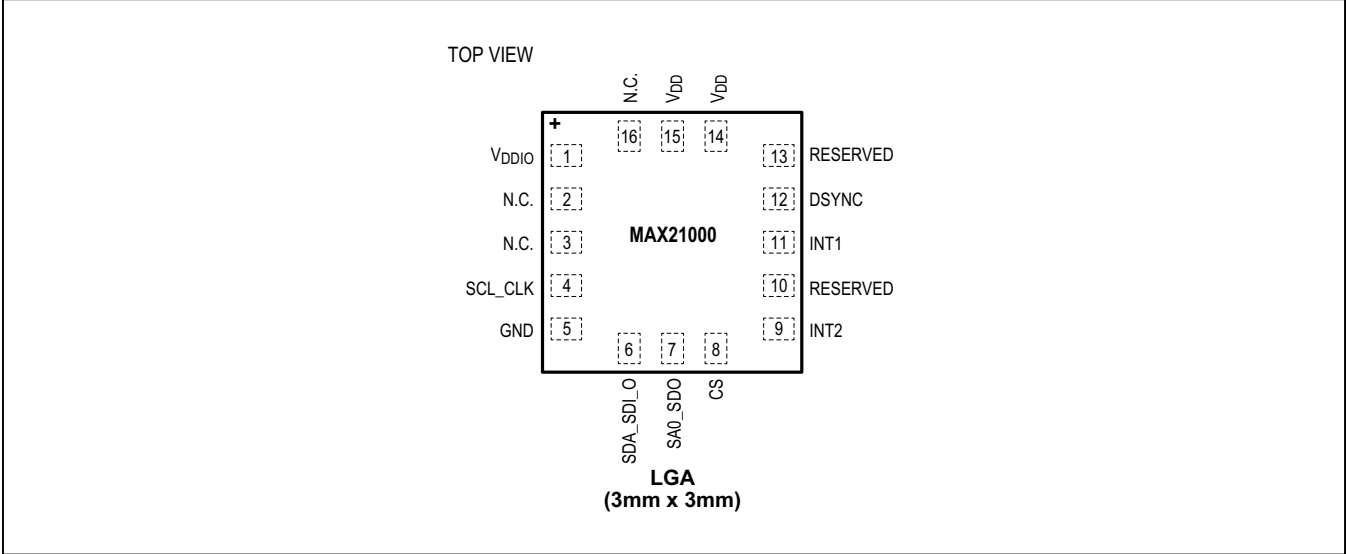 TOP VIEW
N.C.
VDD
VDD
+
16
15
14
VDDIO
1
13
RESERVED
N.C.
2
12
DSYNC
N.C.
3
MAX21000
11
INT1
SCL_CLK
4
10
RESERVED
GND
5
9
INT2
6
7
8
SDA_SDI_O
SA0_SDO
CS
LGA
(3mm x 3mm)